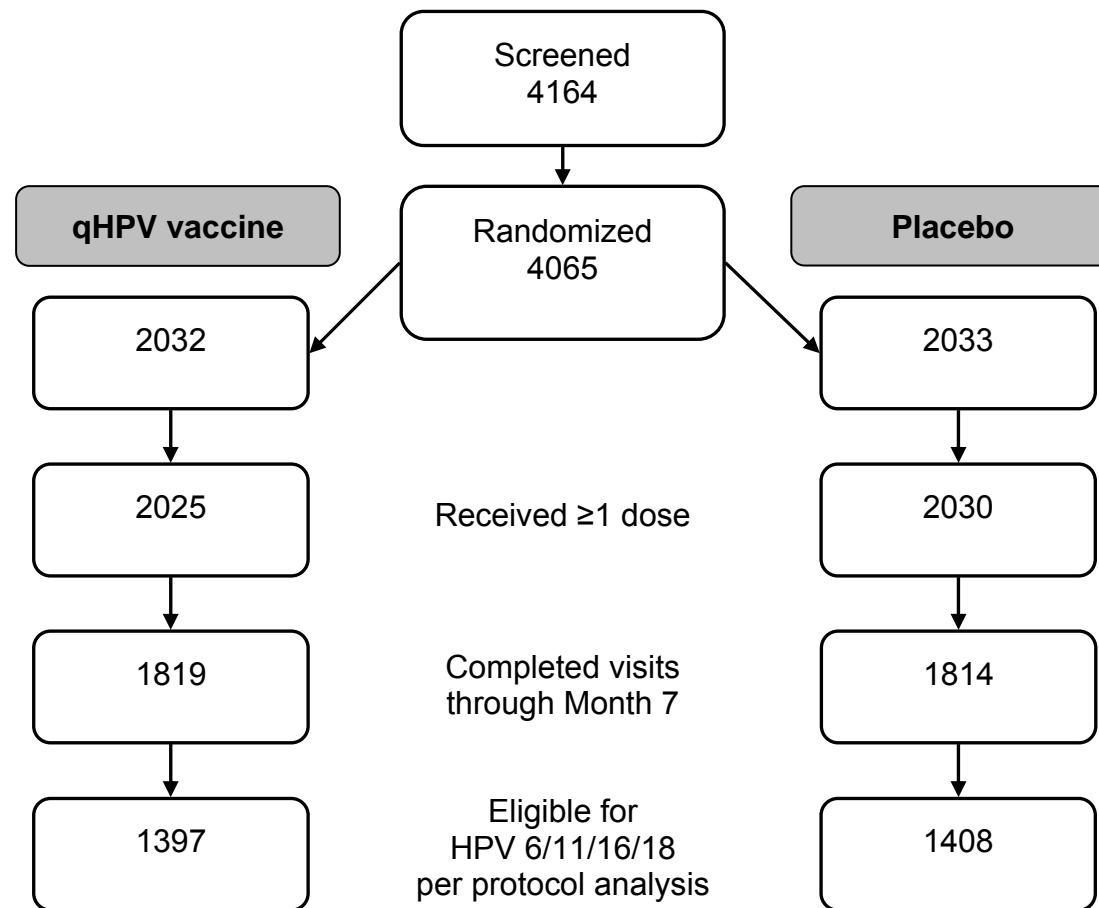 Screened
4164
qHPV vaccine
Randomized
4065
Placebo
2032
2033
2025
Received ≥1 dose
2030
1819
Completed visits
through Month 7
1814
1397
Eligible for
HPV 6/11/16/18
per protocol analysis
1408